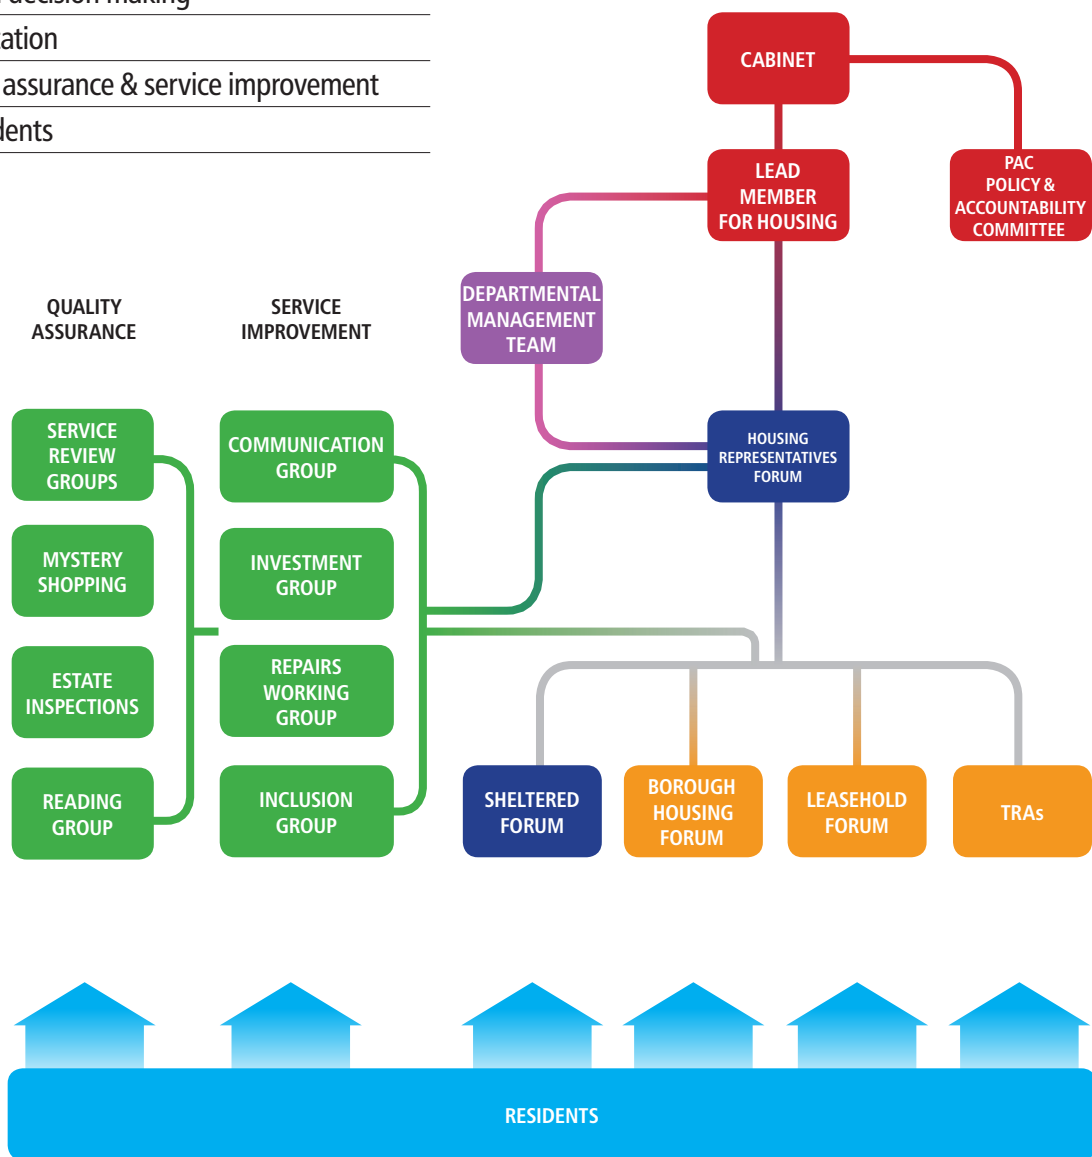 decision making
assurance & service improvement
CABINET
LEAD
MEMBER
FOR HOUSING
PAC
POLICY &
ACCOUNTABILITY
COMMITTEE
DEPARTMENTAL
MANAGEMENT
TEAM
QUALITY
ASSURANCE
SERVICE
IMPROVEMENT
SERVICE
REVIEW
GROUPS
COMMUNICATION
GROUP
HOUSING
REPRESENTATIVES
FORUM
MYSTERY
SHOPPING
INVESTMENT
GROUP
ESTATE
INSPECTIONS
REPAIRS
WORKING
GROUP
READING
GROUP
INCLUSION
GROUP
SHELTERED
FORUM
BOROUGH
HOUSING
FORUM
LEASEHOLD
FORUM
TRAs
RESIDENTS